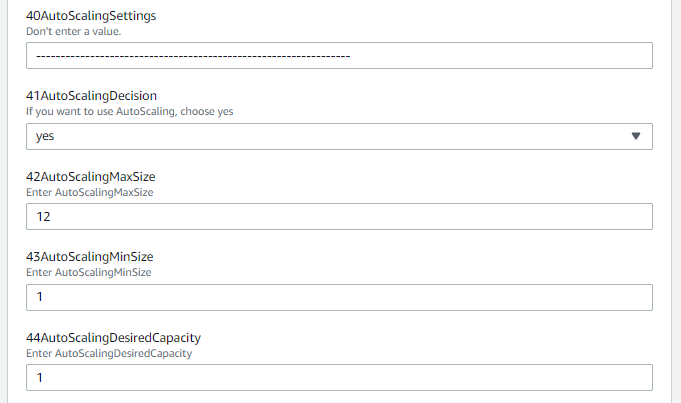 40AutoScalingSettings
Don't enter a value.
----------------------------------------------------------------
41AutoScalingDecision
If you want to use AutoScaling, choose yes
yes
42AutoScalingMaxSize
Enter AutoScalingMaxSize
12
43AutoScalingMinSize
Enter AutoScalingMinSize
1
44AutoScalingDesiredCapacity
Enter AutoScalingDesiredCapacity
1